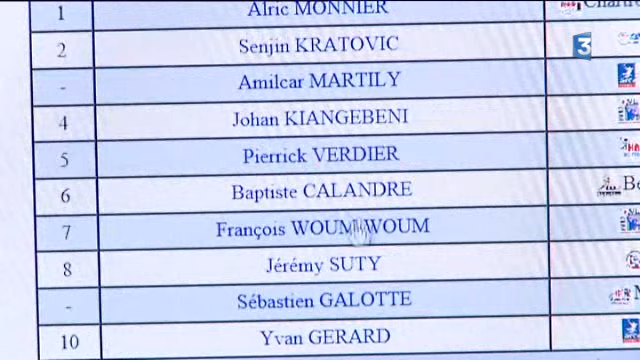 1 Alric MONNIER
2 Senjin KRATOVIC 3
- Amilcar MARTILY
4 Johan KIANGEBENI
5 Pierrick VERDIER
6 Baptiste CALANDRE
7 François WOUM WOUM
8 Jérémy SUTY
- Sébastien GALOTTE
10 Yvan GERARD